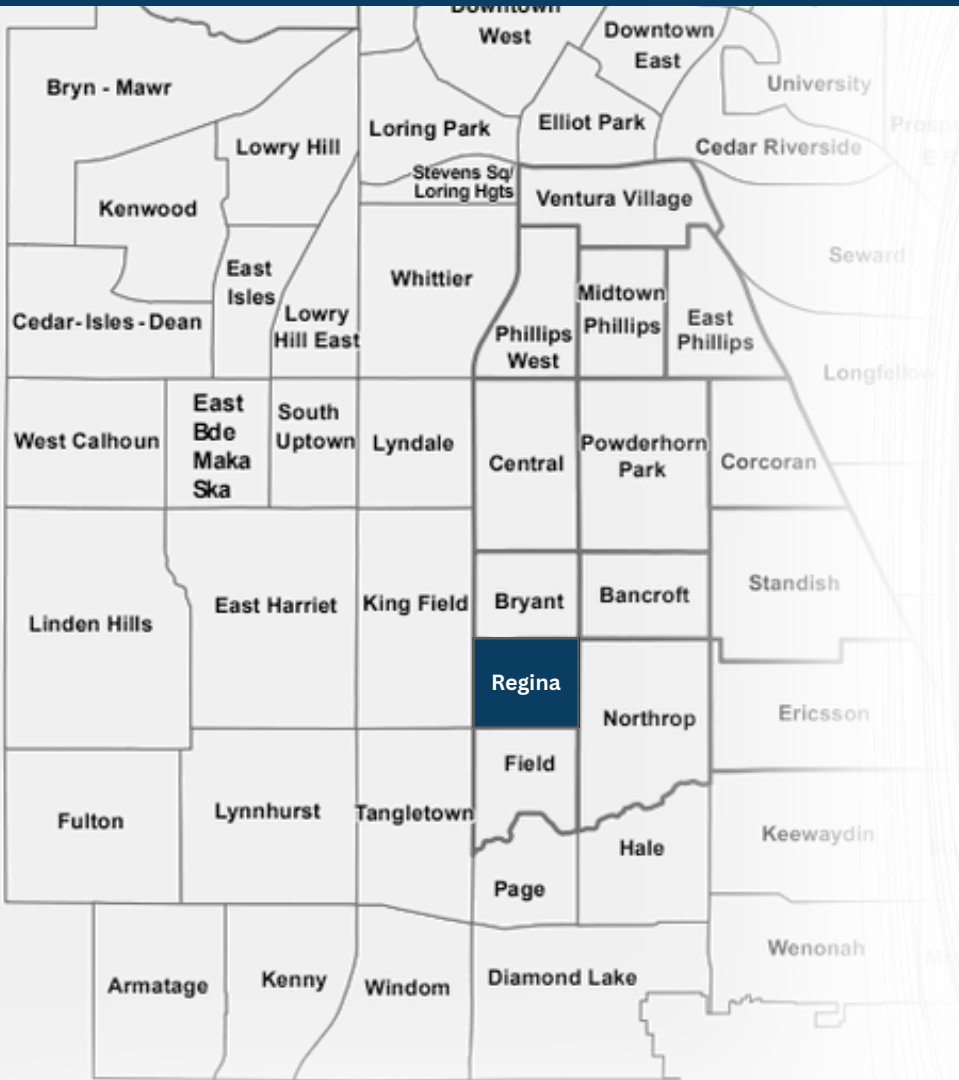 Downtown
West
Downtown
East
Bryn - Mawr
University
Loring Park
Elliot Park
Lowry Hill
Cedar Riverside
Stevens Sq/
Loring Hgts
Ventura Village
Kenwood
Seward
East
Isles
Whittier
Midtown
Phillips
Cedar-Isles-Dean
Lowry
Hill East
Phillips
West
East
Phillips
Longfellow
West Calhoun
East
Bde
Maka
Ska
South
Uptown
Lyndale
Central
Powderhorn
Park
Corcoran
Standish
Linden Hills
East Harriet
King Field
Bryant
Bancroft
Regina
Northrop
Ericsson
Field
Fulton
Lynnhurst
Tangletown
Keewaydin
Hale
Page
Wenonah
Armatage
Kenny
Windom
Diamond Lake